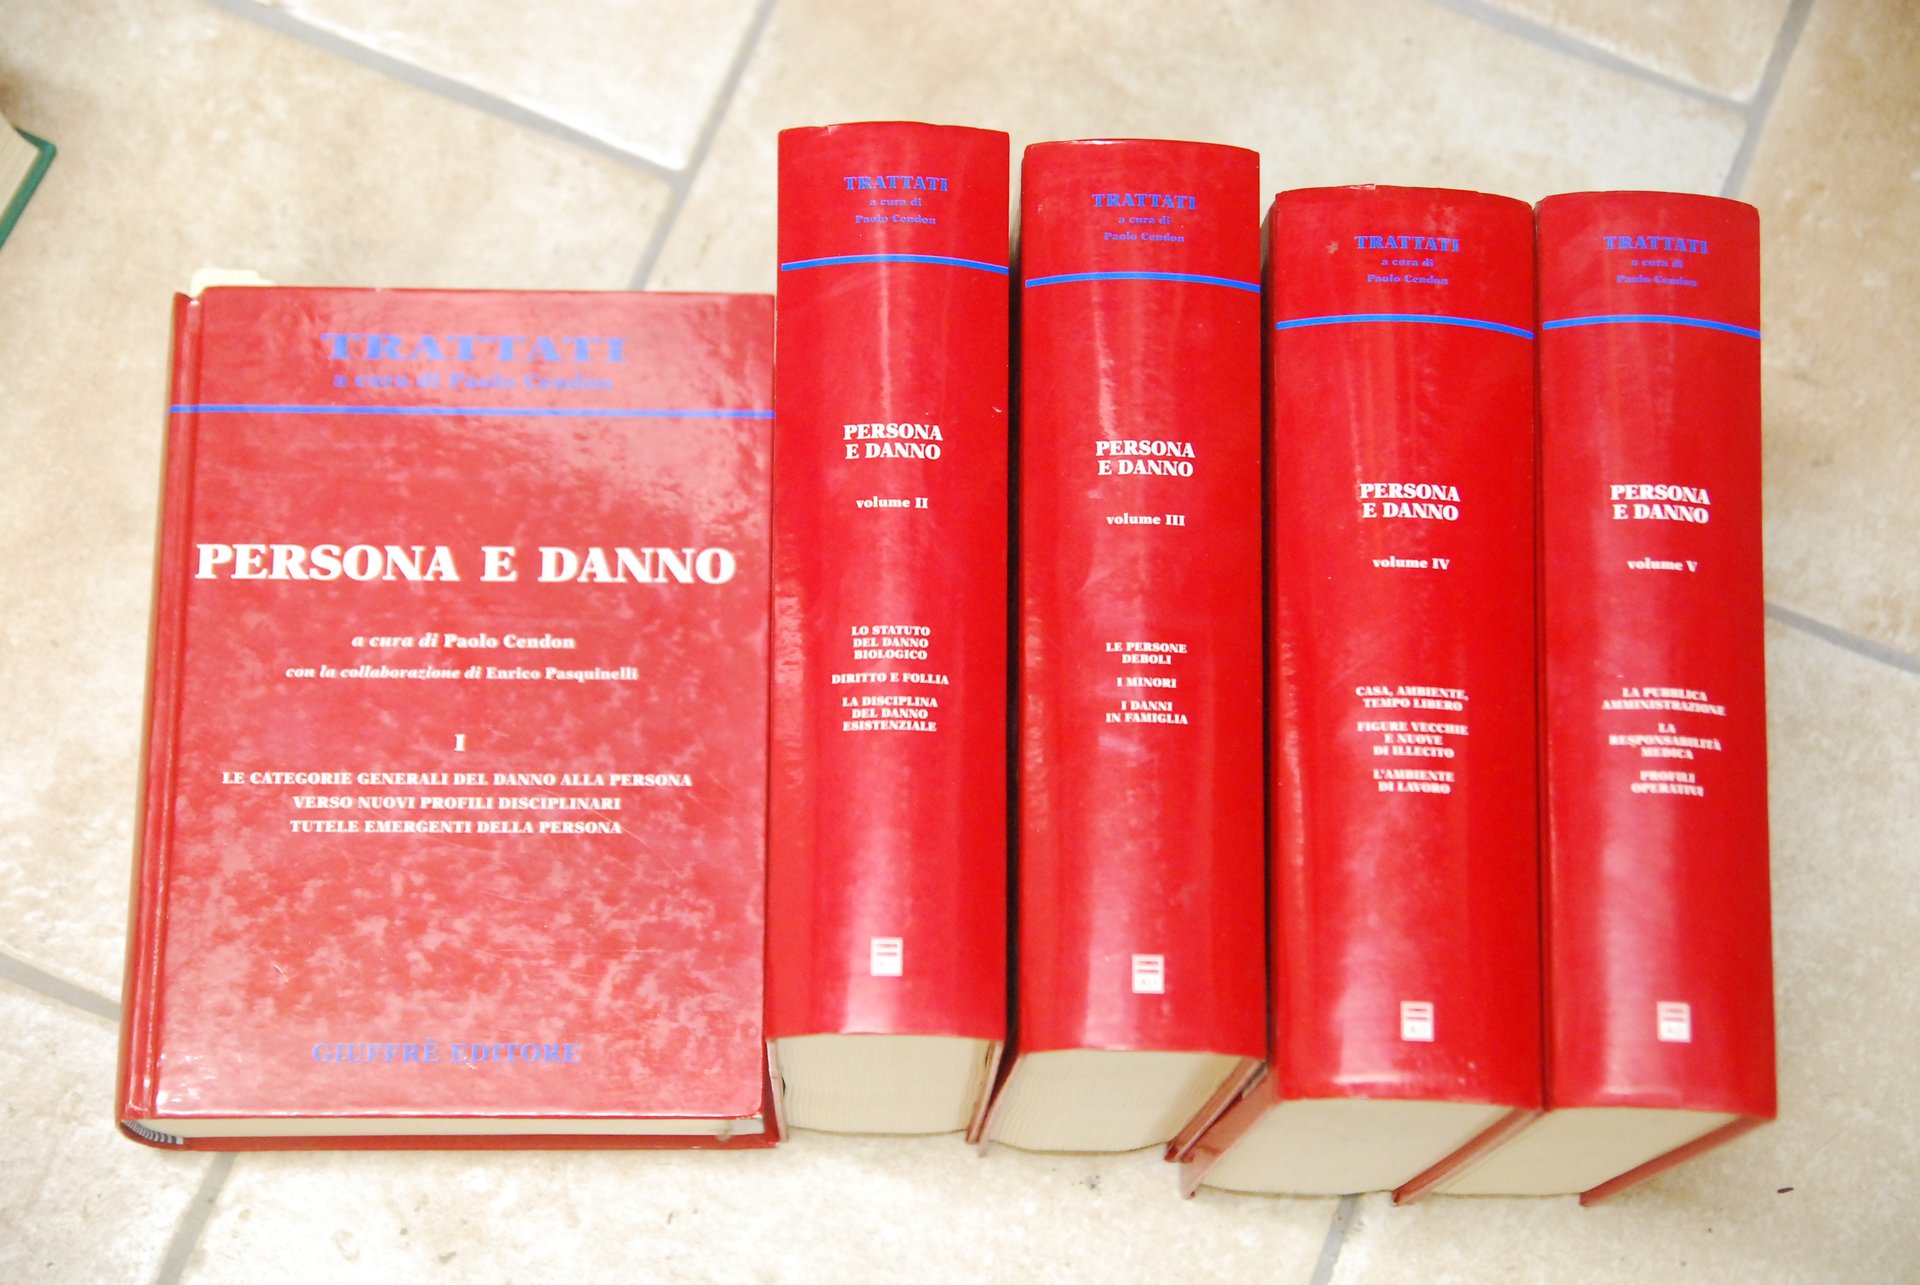 TRATTATI
a cura di Paolo Cendon
PERSONA E DANNO
a cura di Paolo Cendon
con la collaborazione di Enrico Pasquinelli
I
LE CATEGORIE GENERALI DEL DANNO ALLA PERSONA
VERSO NUOVI PROFILI DISCIPLINARI
TUTELE EMERGENTI DELLA PERSONA
GIUFFRÈ EDITORE
TRATTATI
a cura di
Paolo Cendon
PERSONA
E DANNO
volume II
LO STATUTO
DEL DANNO
BIOLOGICO
DIRITTO E FOLLIA
LA DISCIPLINA
DEL DANNO
ESISTENZIALE
TRATTATI
a cura di
Paolo Cendon
PERSONA
E DANNO
volume III
LE PERSONE
DEBOLI
I MINORI
I DANNI
IN FAMIGLIA
TRATTATI
a cura di
Paolo Cendon
PERSONA
E DANNO
volume IV
CASA, AMBIENTE,
TEMPO LIBERO
FIGURE VECCHIE
E NUOVE
DI ILLECITO
L'AMBIENTE
DI LAVORO
TRATTATI
a cura di
Paolo Cendon
PERSONA
E DANNO
volume V
LA PUBBLICA
AMMINISTRAZIONE
LA
RESPONSABILITÀ
MEDICA
PROFILI
OPERATIVI